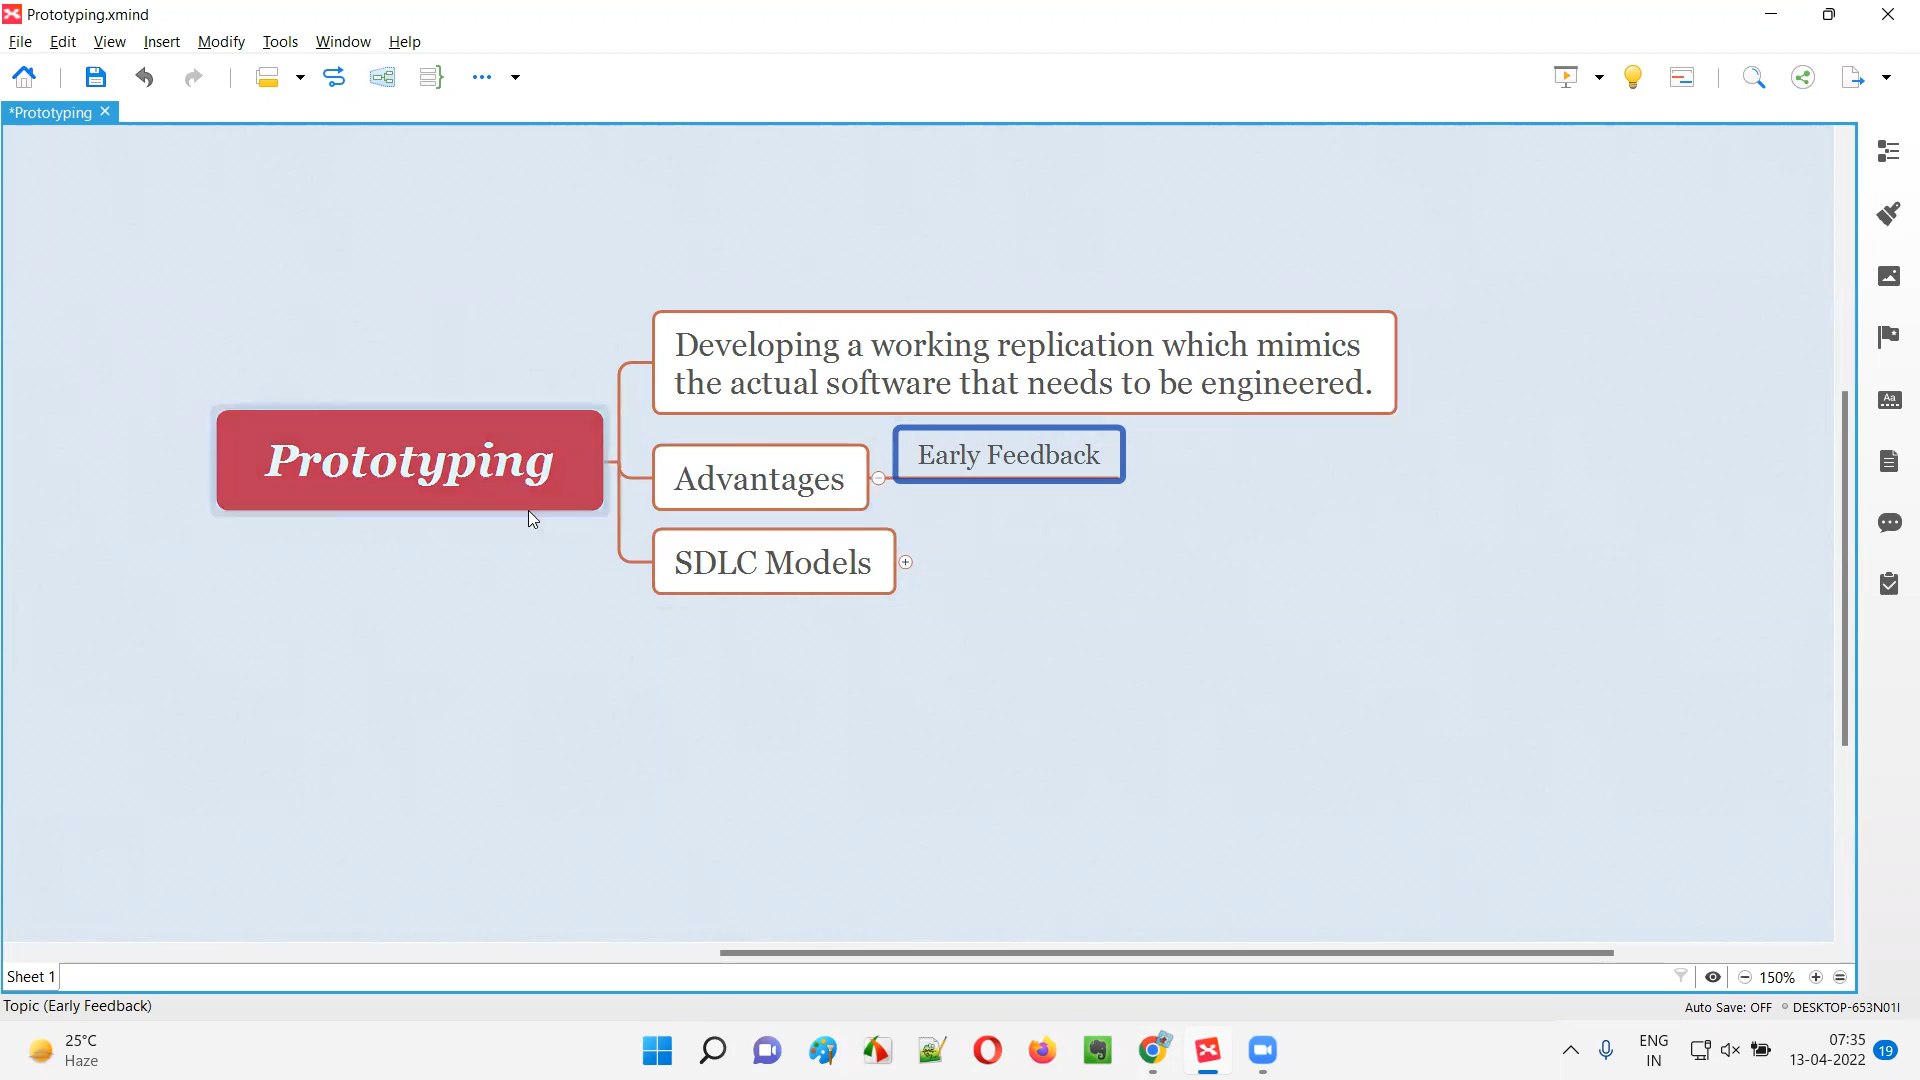 Prototyping.xmind
File Edit View Insert Modify Tools Window Help
*Prototyping
Developing a working replication which mimics
the actual software that needs to be engineered.
Prototyping
Early Feedback
Advantages
SDLC Models
Aa
Sheet 1
150%
Topic (Early Feedback)
Auto Save: OFF DESKTOP-653N01I
25°C
Haze
ENG
IN
07:35
13-04-2022
19